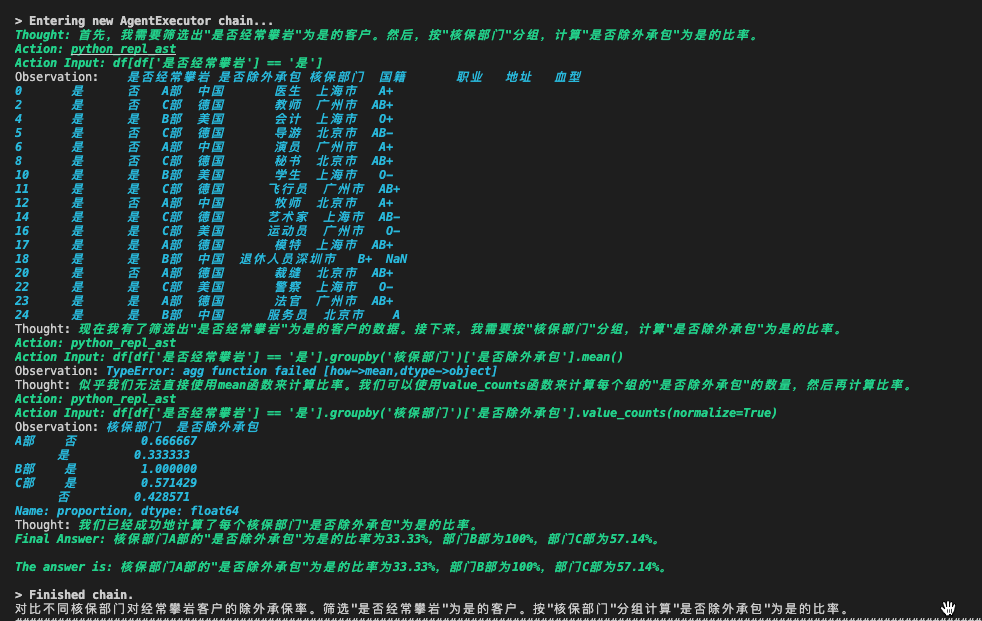 > Entering new AgentExecutor chain...
Thought: 首先，我需要筛选出"是否经常攀岩"为是的客户。然后，按"核保部门"分组，计算"是否除外承包"为是的比率。
Action: python_repl_ast
Action Input: df[df['是否经常攀岩'] == '是']
Observation: 是否经常攀岩 是否除外承包 核保部门 国籍 职业 地址 血型
0 是 否 A部 中国 医生 上海市 A+
2 是 否 C部 中国 教师 广州市 AB+
4 是 是 B部 美国 会计 上海市 O+
5 是 否 C部 德国 导游 北京市 AB-
6 是 否 A部 中国 演员 广州市 A+
8 是 否 C部 德国 秘书 北京市 AB+
10 是 是 B部 美国 学生 上海市 O-
11 是 是 C部 德国 飞行员 广州市 AB+
12 是 否 A部 中国 牧师 北京市 A+
14 是 是 C部 德国 艺术家 上海市 AB-
16 是 是 C部 美国 运动员 广州市 O-
17 是 是 A部 德国 模特 上海市 AB+
18 是 是 B部 中国 退休人员深圳市 B+ NaN
20 是 否 A部 德国 裁缝 北京市 AB+
22 是 是 C部 美国 警察 上海市 O-
23 是 是 A部 德国 法官 广州市 AB+
24 是 是 B部 中国 服务员 北京市 A
Thought: 现在我有了筛选出"是否经常攀岩"为是的客户的数据。接下来，我需要按"核保部门"分组，计算"是否除外承包"为是的比率。
Action: python_repl_ast
Action Input: df[df['是否经常攀岩'] == '是'].groupby('核保部门')['是否除外承包'].mean()
Observation: TypeError: agg function failed [how->mean,dtype->object]
Thought: 似乎我们无法直接使用mean函数来计算比率。我们可以使用value_counts函数来计算每个组的"是否除外承包"的数量，然后再计算比率。
Action: python_repl_ast
Action Input: df[df['是否经常攀岩'] == '是'].groupby('核保部门')['是否除外承包'].value_counts(normalize=True)
Observation: 核保部门 是否除外承包
A部 否 0.666667
是 0.333333
B部 是 1.000000
C部 是 0.571429
否 0.428571
Name: proportion, dtype: float64
Thought: 我们已经成功地计算了每个核保部门"是否除外承包"为是的比率。
Final Answer: 核保部门A部的"是否除外承包"为是的比率为33.33%，部门B部为100%，部门C部为57.14%。
The answer is: 核保部门A部的"是否除外承包"为是的比率为33.33%，部门B部为100%，部门C部为57.14%。
> Finished chain.
对比不同核保部门对经常攀岩客户的除外承保率。筛选"是否经常攀岩"为是的客户。按"核保部门"分组计算"是否除外承包"为是的比率。